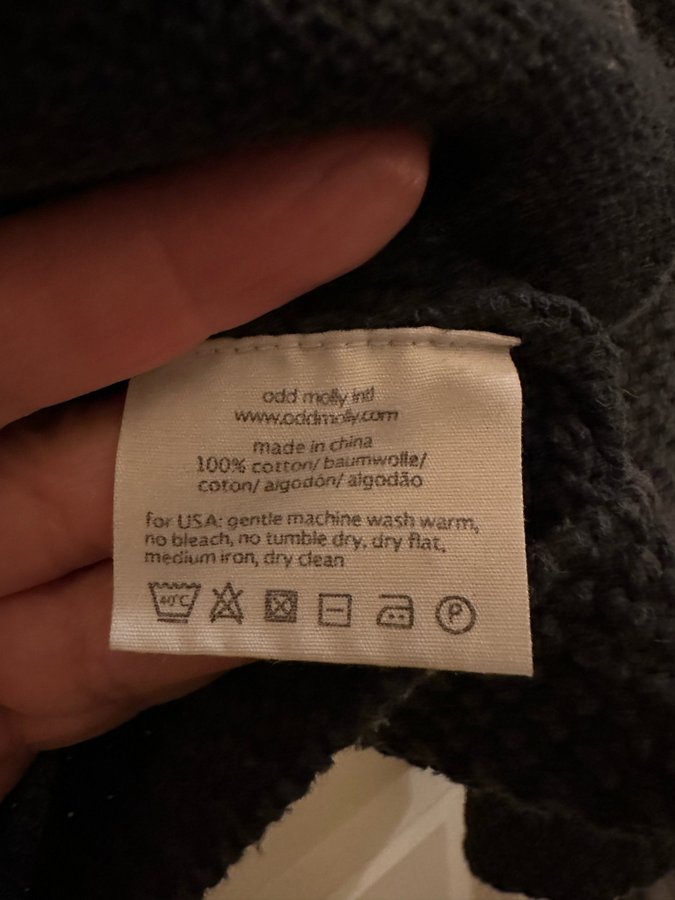 odd molly intl
www.oddmolly.com
made in china
100% cotton/ baumwolle/
coton/ algodón/ algodão
for USA: gentle machine wash warm,
no bleach, no tumble dry, dry flat,
medium iron, dry clean
40°C P